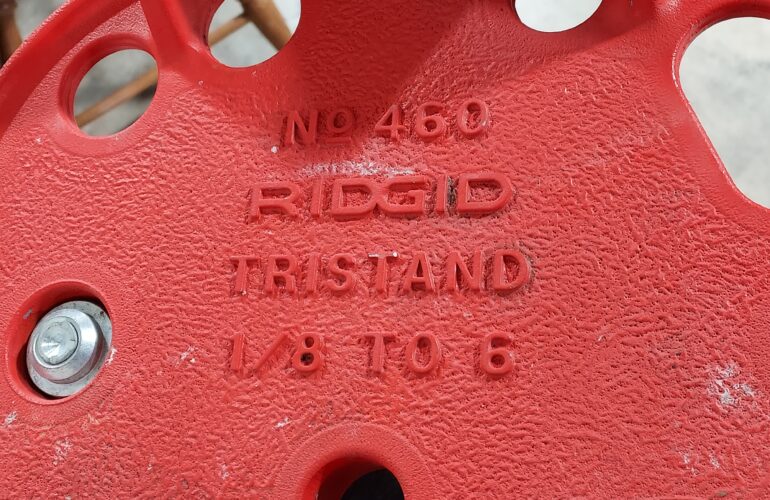 Nº 460
RIDGID
TRISTAND
1/8 TO 6